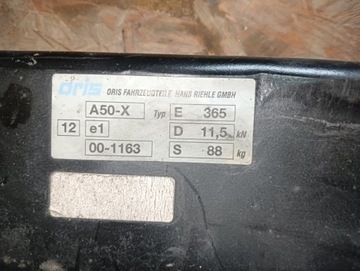 oris ORIS FAHRZEUGTEILE HANS RIEHLE GMBH
A50-X Typ E 365
12 e1 D 11,5 kN
00-1163 S 88 kg